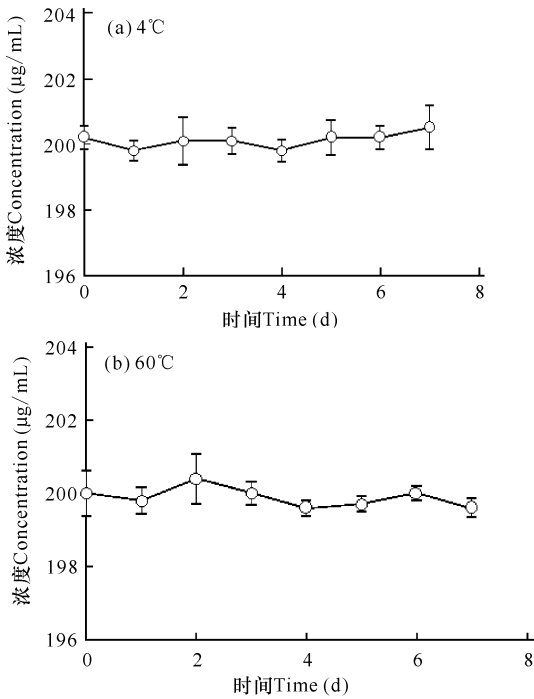 (a) 4℃
204
202
200
198
196
0 2 4 6 8
浓度Concentration (μg/mL)
时间Time (d)
(b) 60℃
204
202
200
198
196
0 2 4 6 8
浓度Concentration (μg/mL)
时间Time (d)